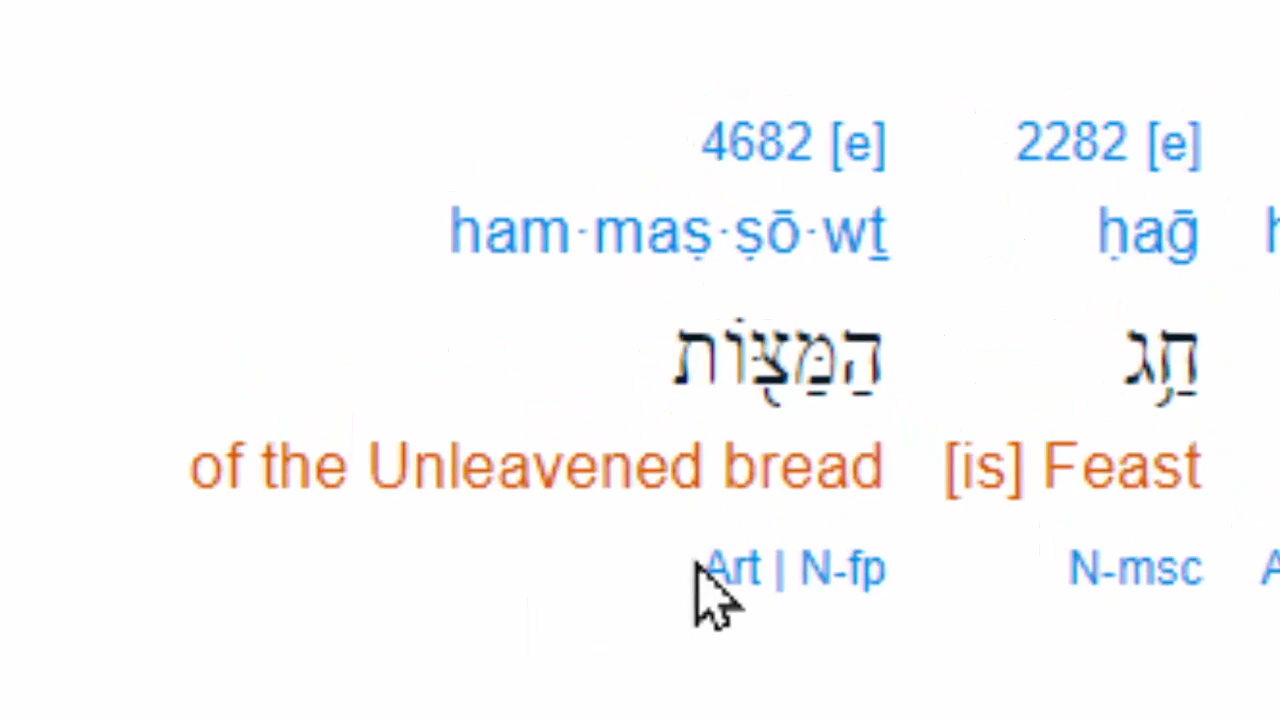 4682 [e] 2282 [e]
ham·maṣ·ṣō·wṯ ḥaḡ
חַ֥ג הַמַּצּ֖וֹת
of the Unleavened bread [is] Feast
Art | N-fp N-msc